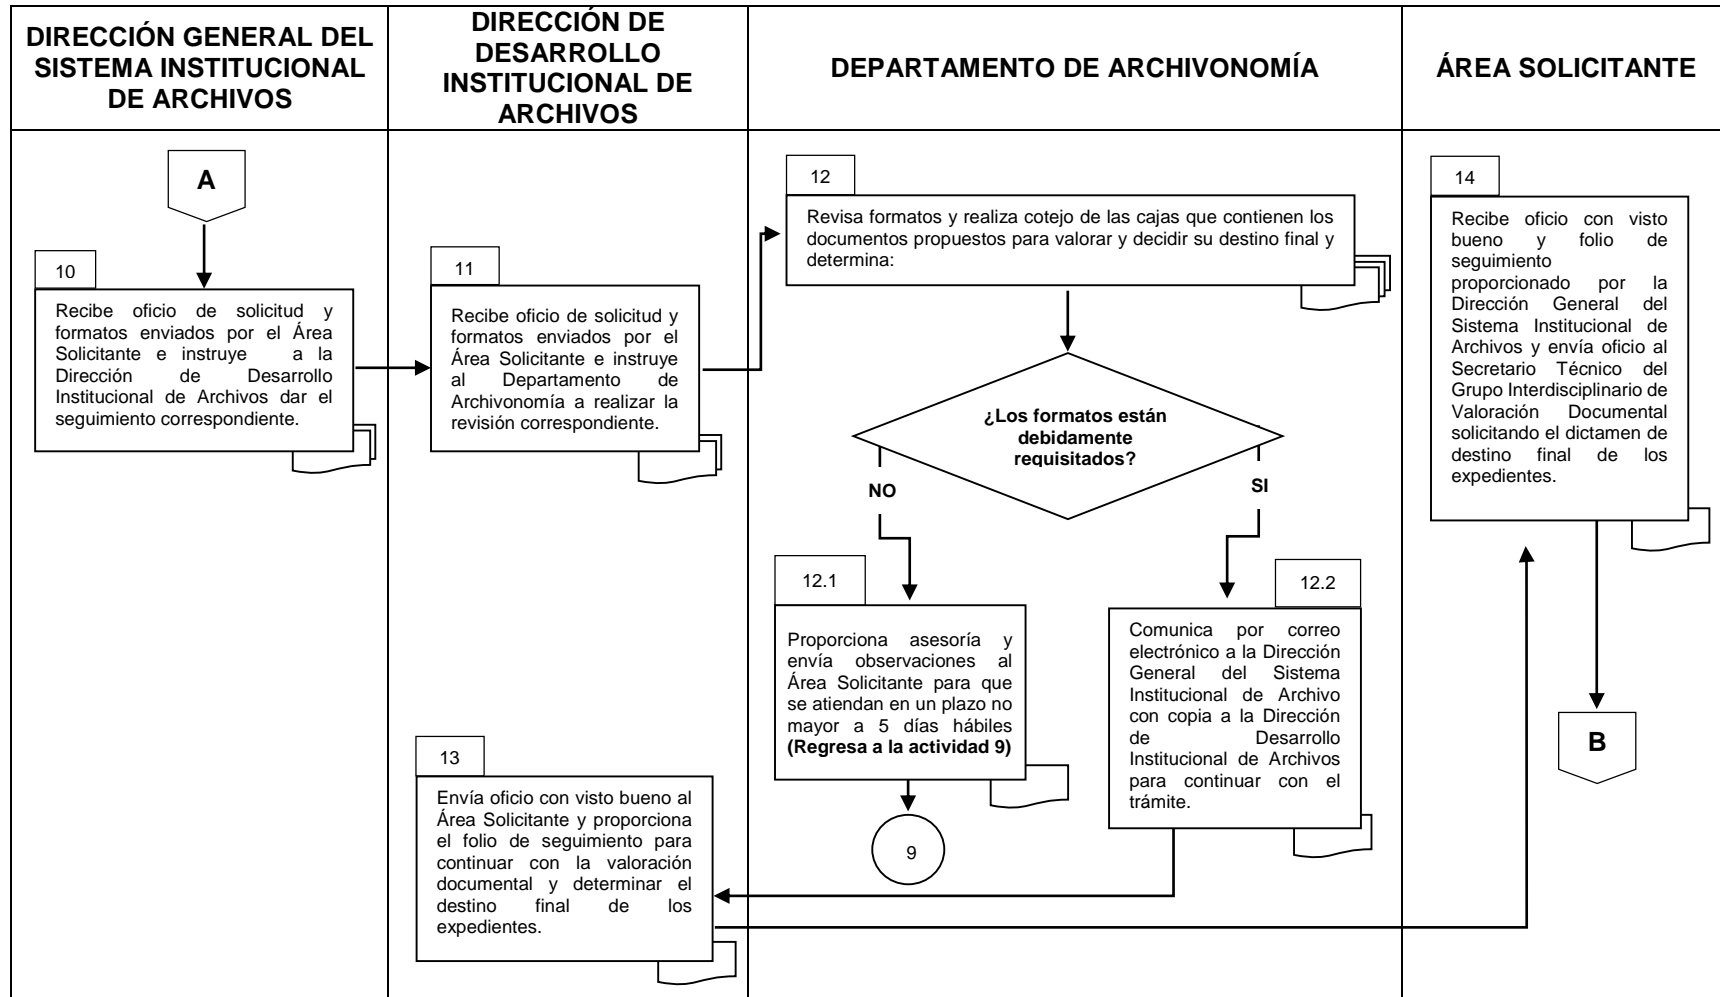 DIRECCIÓN GENERAL DEL
SISTEMA INSTITUCIONAL
DE ARCHIVOS
DIRECCIÓN DE
DESARROLLO
INSTITUCIONAL DE
ARCHIVOS
DEPARTAMENTO DE ARCHIVONOMÍA
ÁREA SOLICITANTE
A
10
Recibe oficio de solicitud y
formatos enviados por el Área
Solicitante e instruye a la
Dirección de Desarrollo
Institucional de Archivos dar el
seguimiento correspondiente.
11
Recibe oficio de solicitud y
formatos enviados por el
Área Solicitante e instruye
al Departamento de
Archivonomía a realizar la
revisión correspondiente.
12
Revisa formatos y realiza cotejo de las cajas que contienen los
documentos propuestos para valorar y decidir su destino final y
determina:
¿Los formatos están
debidamente
requisitados?
NO
SI
12.1
Proporciona asesoría y
envía observaciones al
Área Solicitante para que
se atiendan en un plazo no
mayor a 5 días hábiles
(Regresa a la actividad 9)
9
12.2
Comunica por correo
electrónico a la Dirección
General del Sistema
Institucional de Archivo
con copia a la Dirección
de Desarrollo
Institucional de Archivos
para continuar con el
trámite.
13
Envía oficio con visto bueno al
Área Solicitante y proporciona
el folio de seguimiento para
continuar con la valoración
documental y determinar el
destino final de los
expedientes.
14
Recibe oficio con visto
bueno y folio de
seguimiento
proporcionado por la
Dirección General del
Sistema Institucional de
Archivos y envía oficio al
Secretario Técnico del
Grupo Interdisciplinario de
Valoración Documental
solicitando el dictamen de
destino final de los
expedientes.
B